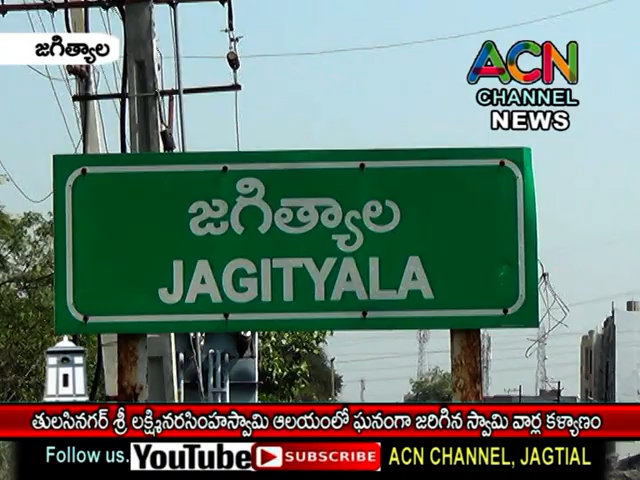 జగిత్యాల
ACN
CHANNEL
NEWS
జగిత్యాల
JAGITYALA
తులసినగర్ శ్రీ లక్ష్మినరసింహస్వామి ఆలయంలో ఘనంగా జరిగిన స్వామి వార్ల కళ్యాణం
Follow us. YouTube SUBSCRIBE ACN CHANNEL, JAGTIAL